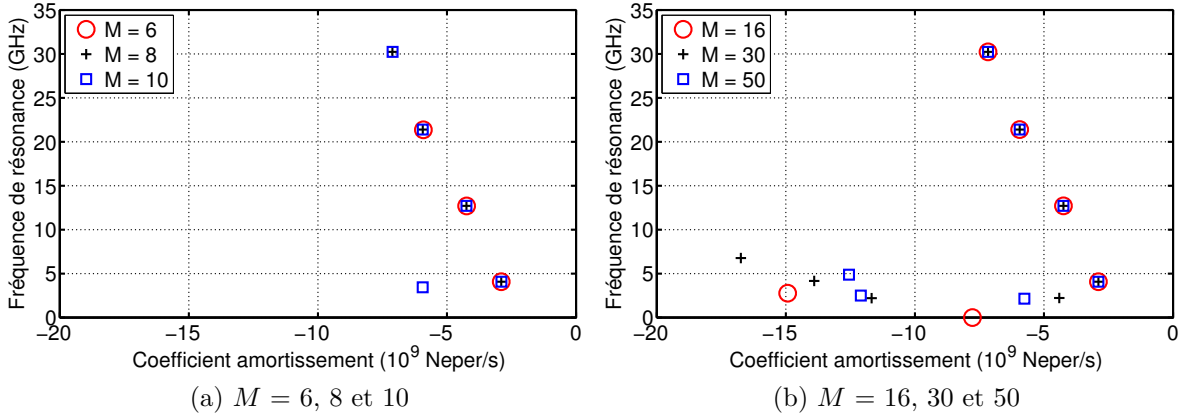 Fréquence de résonance (GHz)
35
30
25
20
15
10
5
0
M = 6
M = 8
M = 10
−20
−15
−10
−5
0
Coefficient amortissement (10⁹ Neper/s)
(a) M = 6, 8 et 10
Fréquence de résonance (GHz)
35
30
25
20
15
10
5
0
M = 16
M = 30
M = 50
−20
−15
−10
−5
0
Coefficient amortissement (10⁹ Neper/s)
(b) M = 16, 30 et 50